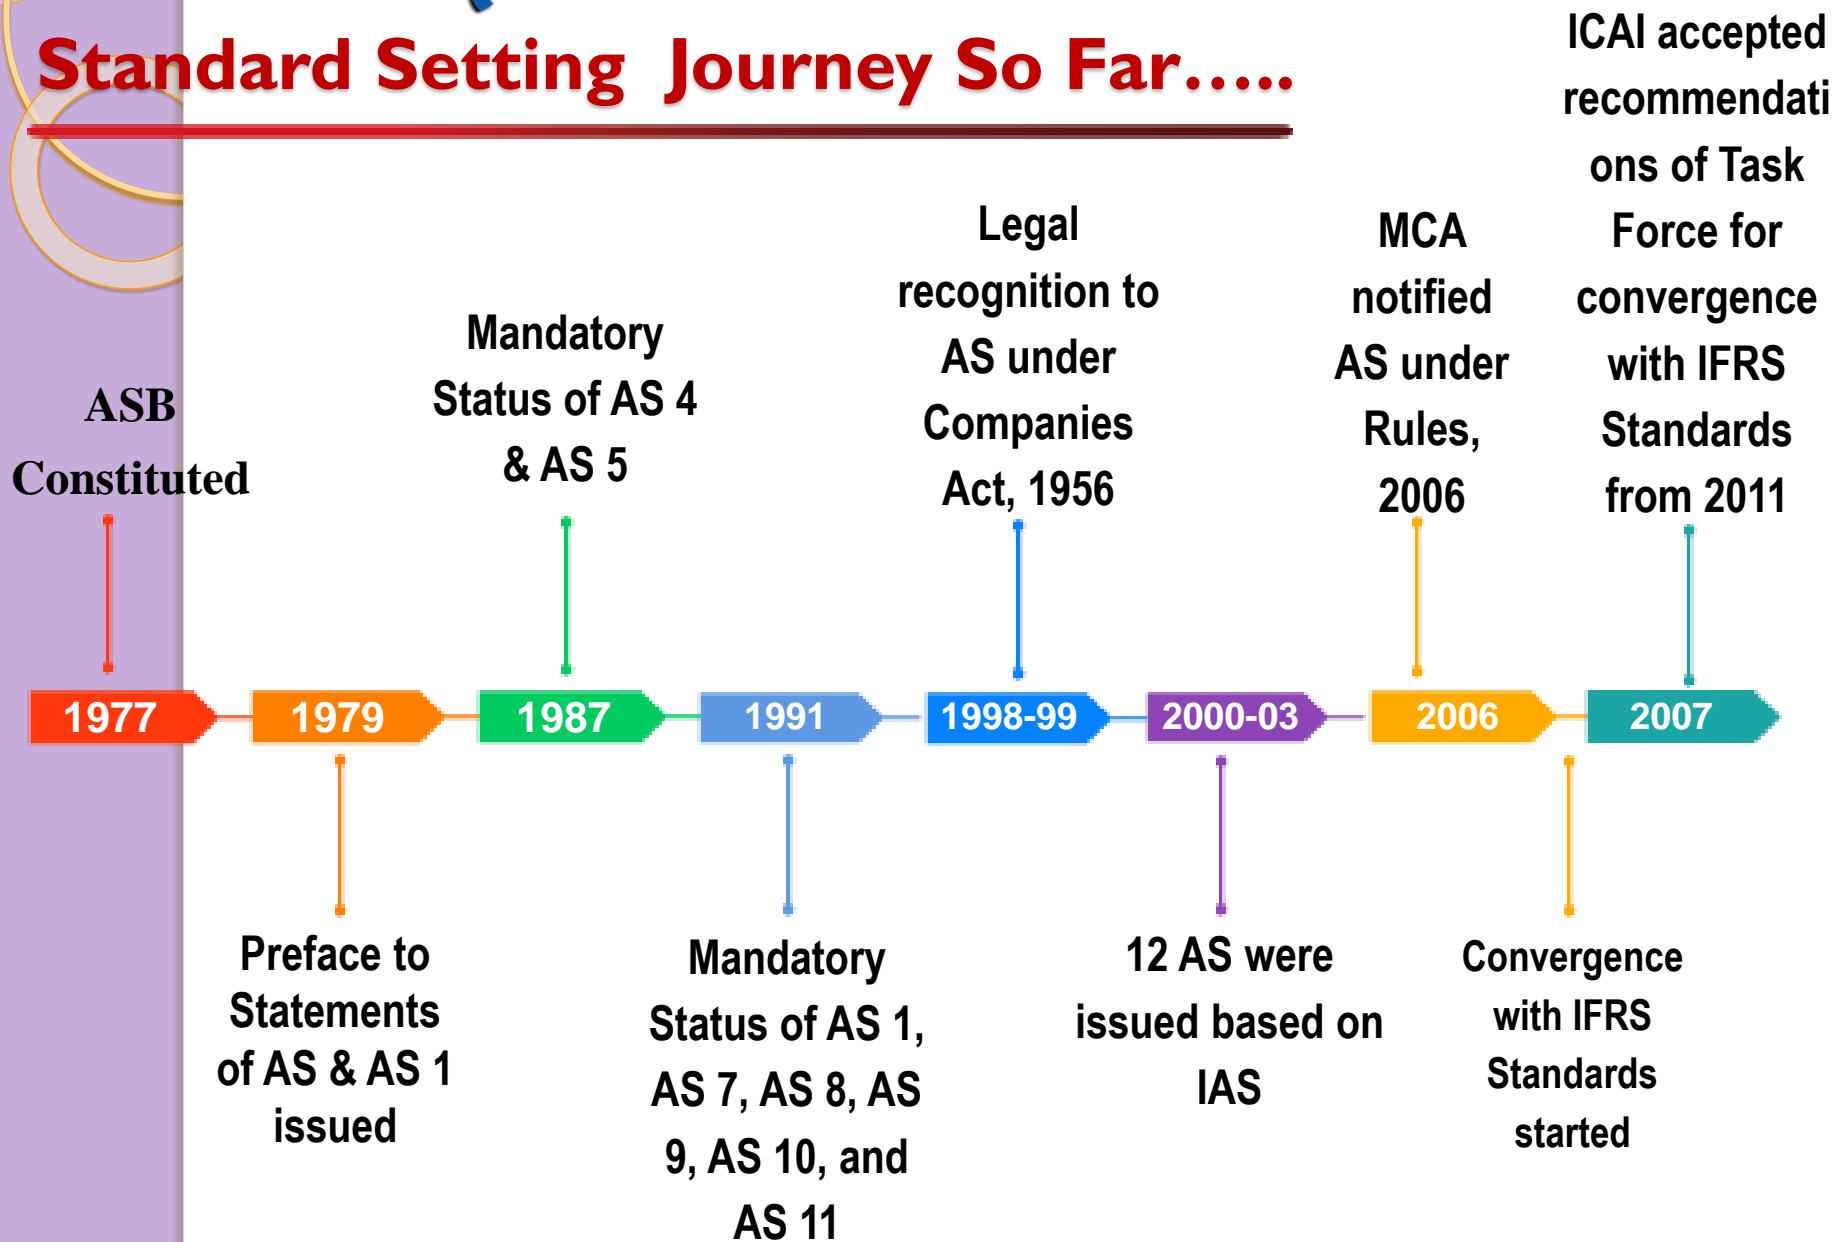 Standard Setting Journey So Far…..
ASB
Constituted
Mandatory
Status of AS 4
& AS 5
Legal
recognition to
AS under
Companies
Act, 1956
MCA
notified
AS under
Rules,
2006
ICAI accepted
recommendati
ons of Task
Force for
convergence
with IFRS
Standards
from 2011
1977
1979
1987
1991
1998-99
2000-03
2006
2007
Preface to
Statements
of AS & AS 1
issued
Mandatory
Status of AS 1,
AS 7, AS 8, AS
9, AS 10, and
AS 11
12 AS were
issued based on
IAS
Convergence
with IFRS
Standards
started